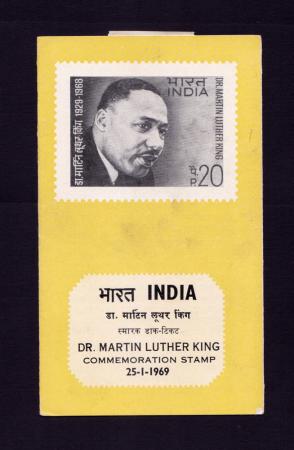 भारत
INDIA
DR. MARTIN LUTHER KING
डा. मार्टिन लूथर किंग 1929-1968
पै.
P. 20
भारत INDIA
डा. मार्टिन लूथर किंग
स्मारक डाक-टिकट
DR. MARTIN LUTHER KING
COMMEMORATION STAMP
25-1-1969